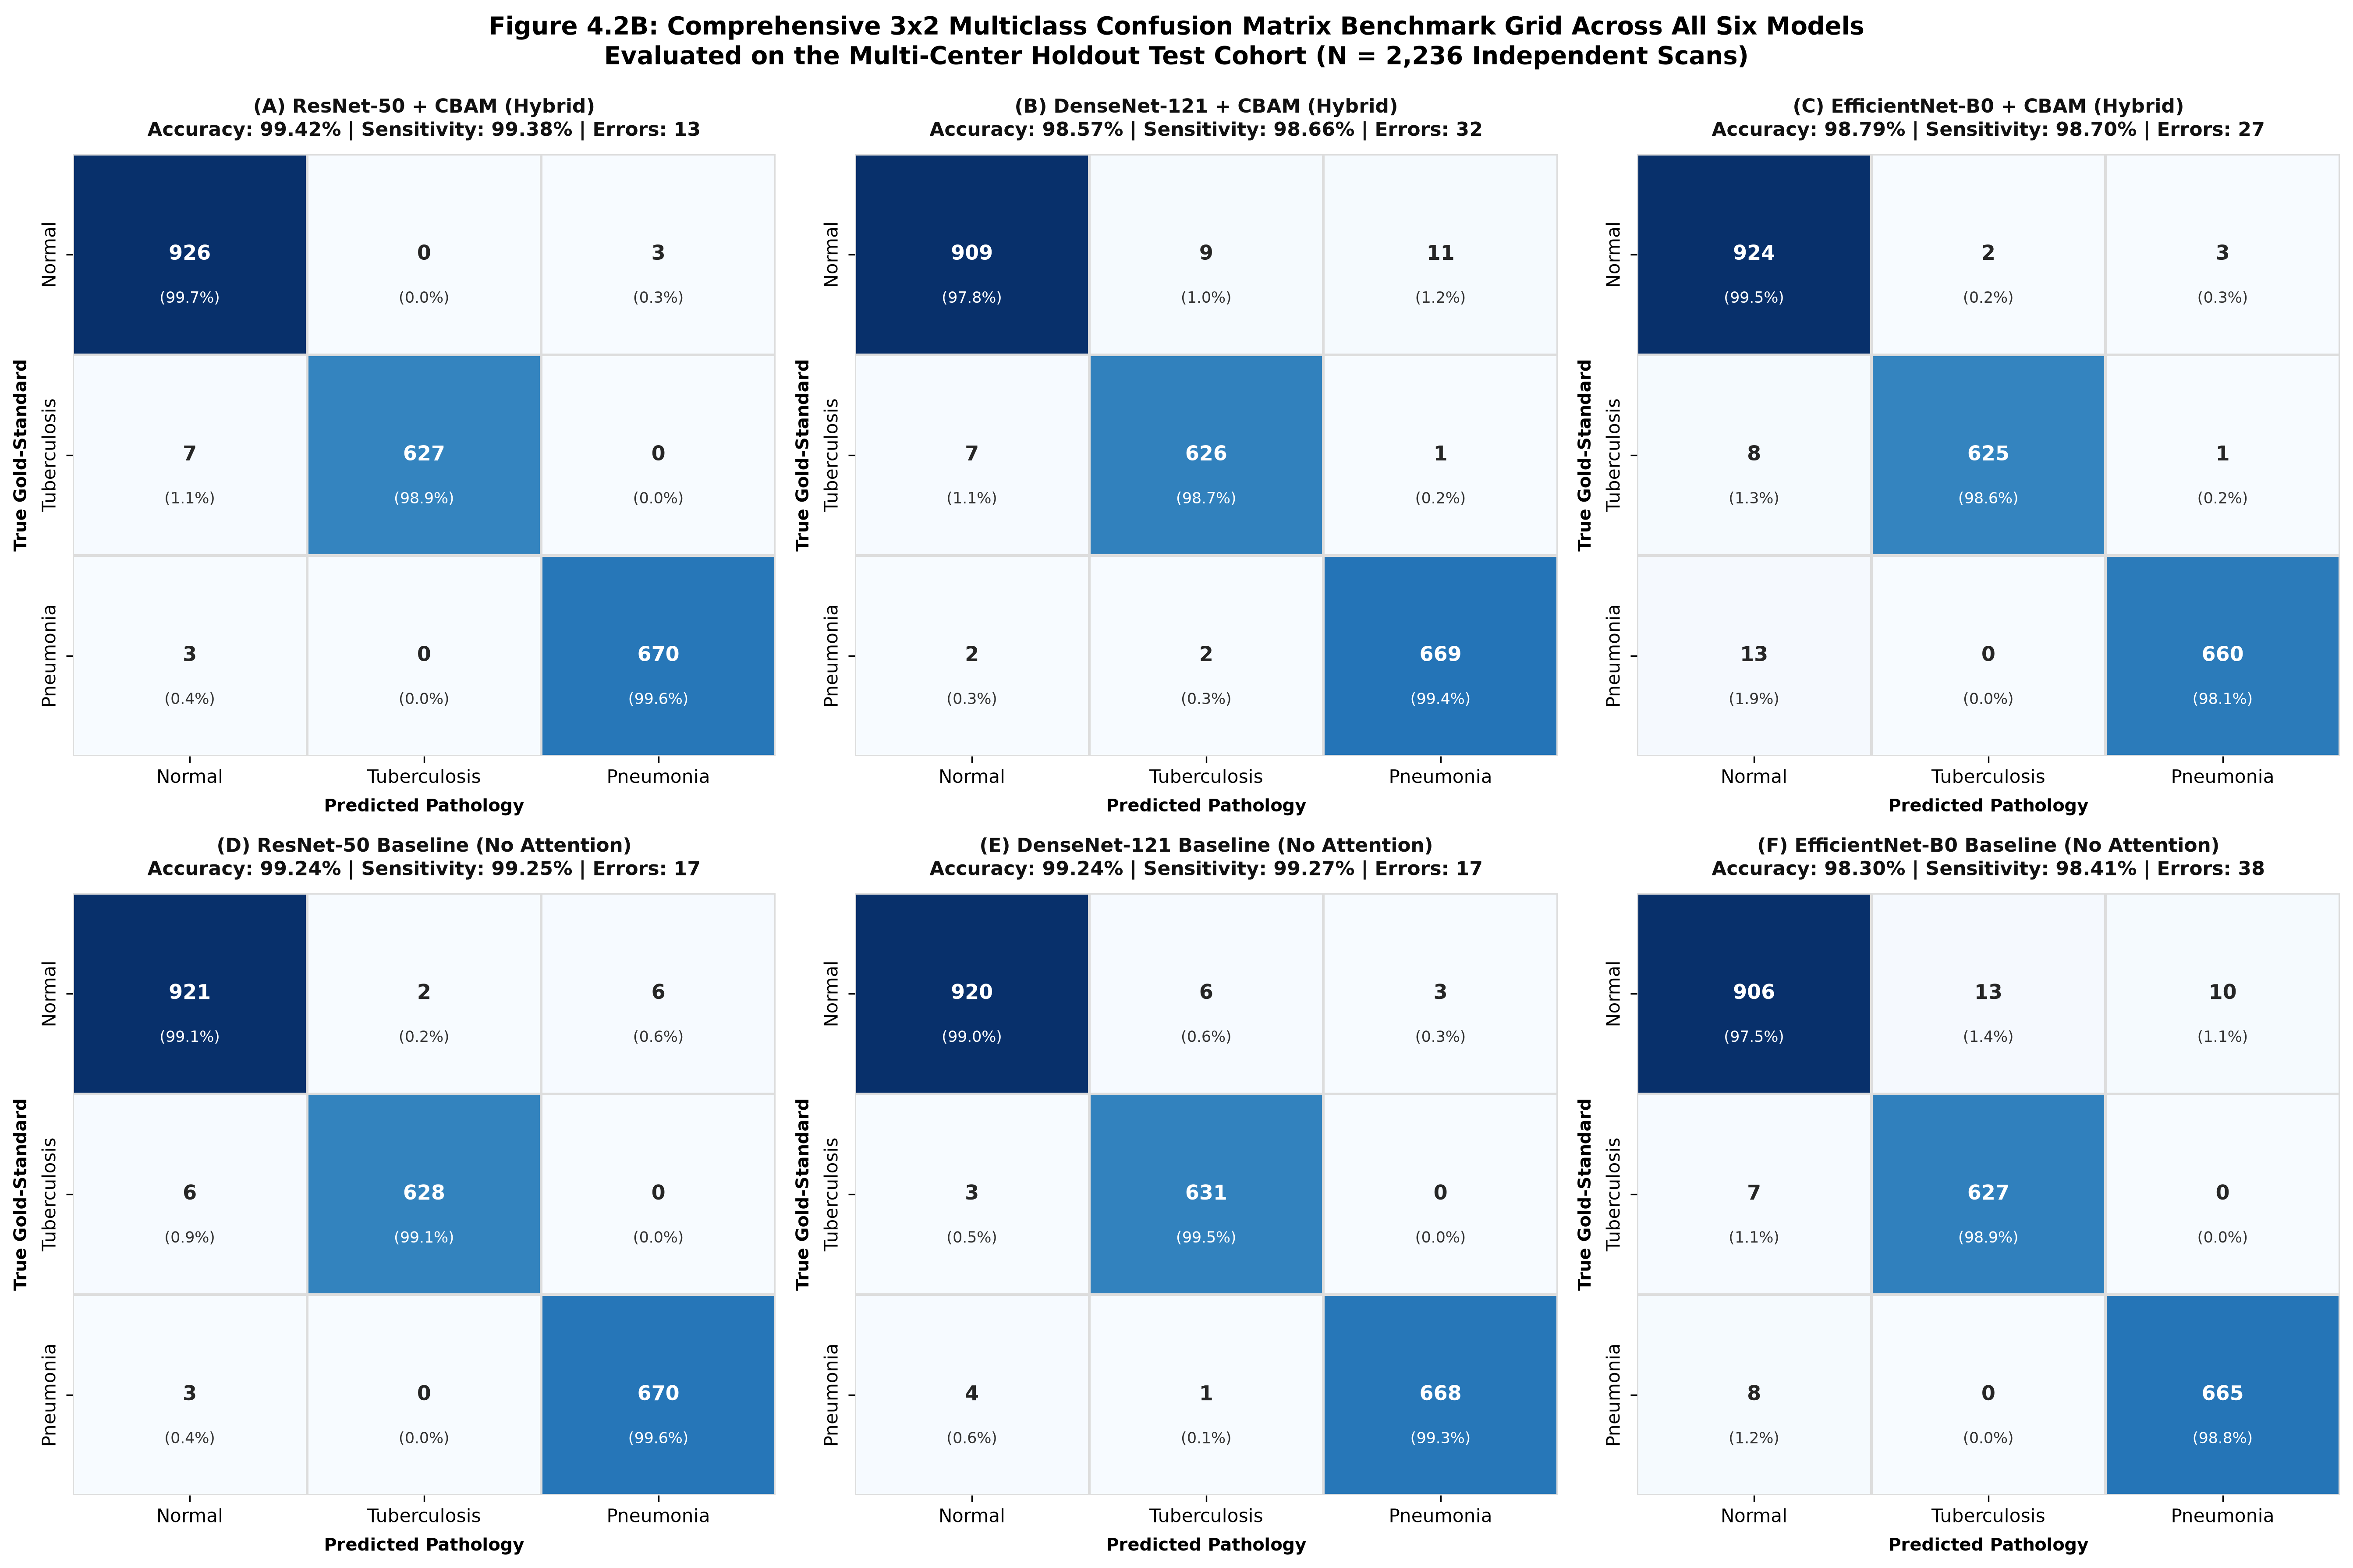 Figure 4.2B: Comprehensive 3x2 Multiclass Confusion Matrix Benchmark Grid Across All Six Models
Evaluated on the Multi-Center Holdout Test Cohort (N = 2,236 Independent Scans)
(A) ResNet-50 + CBAM (Hybrid)
Accuracy: 99.42% | Sensitivity: 99.38% | Errors: 13
True Gold-Standard
Normal
926 0 3
(99.7%) (0.0%) (0.3%)
Tuberculosis
7 627 0
(1.1%) (98.9%) (0.0%)
Pneumonia
3 0 670
(0.4%) (0.0%) (99.6%)
Normal Tuberculosis Pneumonia
Predicted Pathology
(B) DenseNet-121 + CBAM (Hybrid)
Accuracy: 98.57% | Sensitivity: 98.66% | Errors: 32
True Gold-Standard
Normal
909 9 11
(97.8%) (1.0%) (1.2%)
Tuberculosis
7 626 1
(1.1%) (98.7%) (0.2%)
Pneumonia
2 2 669
(0.3%) (0.3%) (99.4%)
Normal Tuberculosis Pneumonia
Predicted Pathology
(C) EfficientNet-B0 + CBAM (Hybrid)
Accuracy: 98.79% | Sensitivity: 98.70% | Errors: 27
True Gold-Standard
Normal
924 2 3
(99.5%) (0.2%) (0.3%)
Tuberculosis
8 625 1
(1.3%) (98.6%) (0.2%)
Pneumonia
13 0 660
(1.9%) (0.0%) (98.1%)
Normal Tuberculosis Pneumonia
Predicted Pathology
(D) ResNet-50 Baseline (No Attention)
Accuracy: 99.24% | Sensitivity: 99.25% | Errors: 17
True Gold-Standard
Normal
921 2 6
(99.1%) (0.2%) (0.6%)
Tuberculosis
6 628 0
(0.9%) (99.1%) (0.0%)
Pneumonia
3 0 670
(0.4%) (0.0%) (99.6%)
Normal Tuberculosis Pneumonia
Predicted Pathology
(E) DenseNet-121 Baseline (No Attention)
Accuracy: 99.24% | Sensitivity: 99.27% | Errors: 17
True Gold-Standard
Normal
920 6 3
(99.0%) (0.6%) (0.3%)
Tuberculosis
3 631 0
(0.5%) (99.5%) (0.0%)
Pneumonia
4 1 668
(0.6%) (0.1%) (99.3%)
Normal Tuberculosis Pneumonia
Predicted Pathology
(F) EfficientNet-B0 Baseline (No Attention)
Accuracy: 98.30% | Sensitivity: 98.41% | Errors: 38
True Gold-Standard
Normal
906 13 10
(97.5%) (1.4%) (1.1%)
Tuberculosis
7 627 0
(1.1%) (98.9%) (0.0%)
Pneumonia
8 0 665
(1.2%) (0.0%) (98.8%)
Normal Tuberculosis Pneumonia
Predicted Pathology